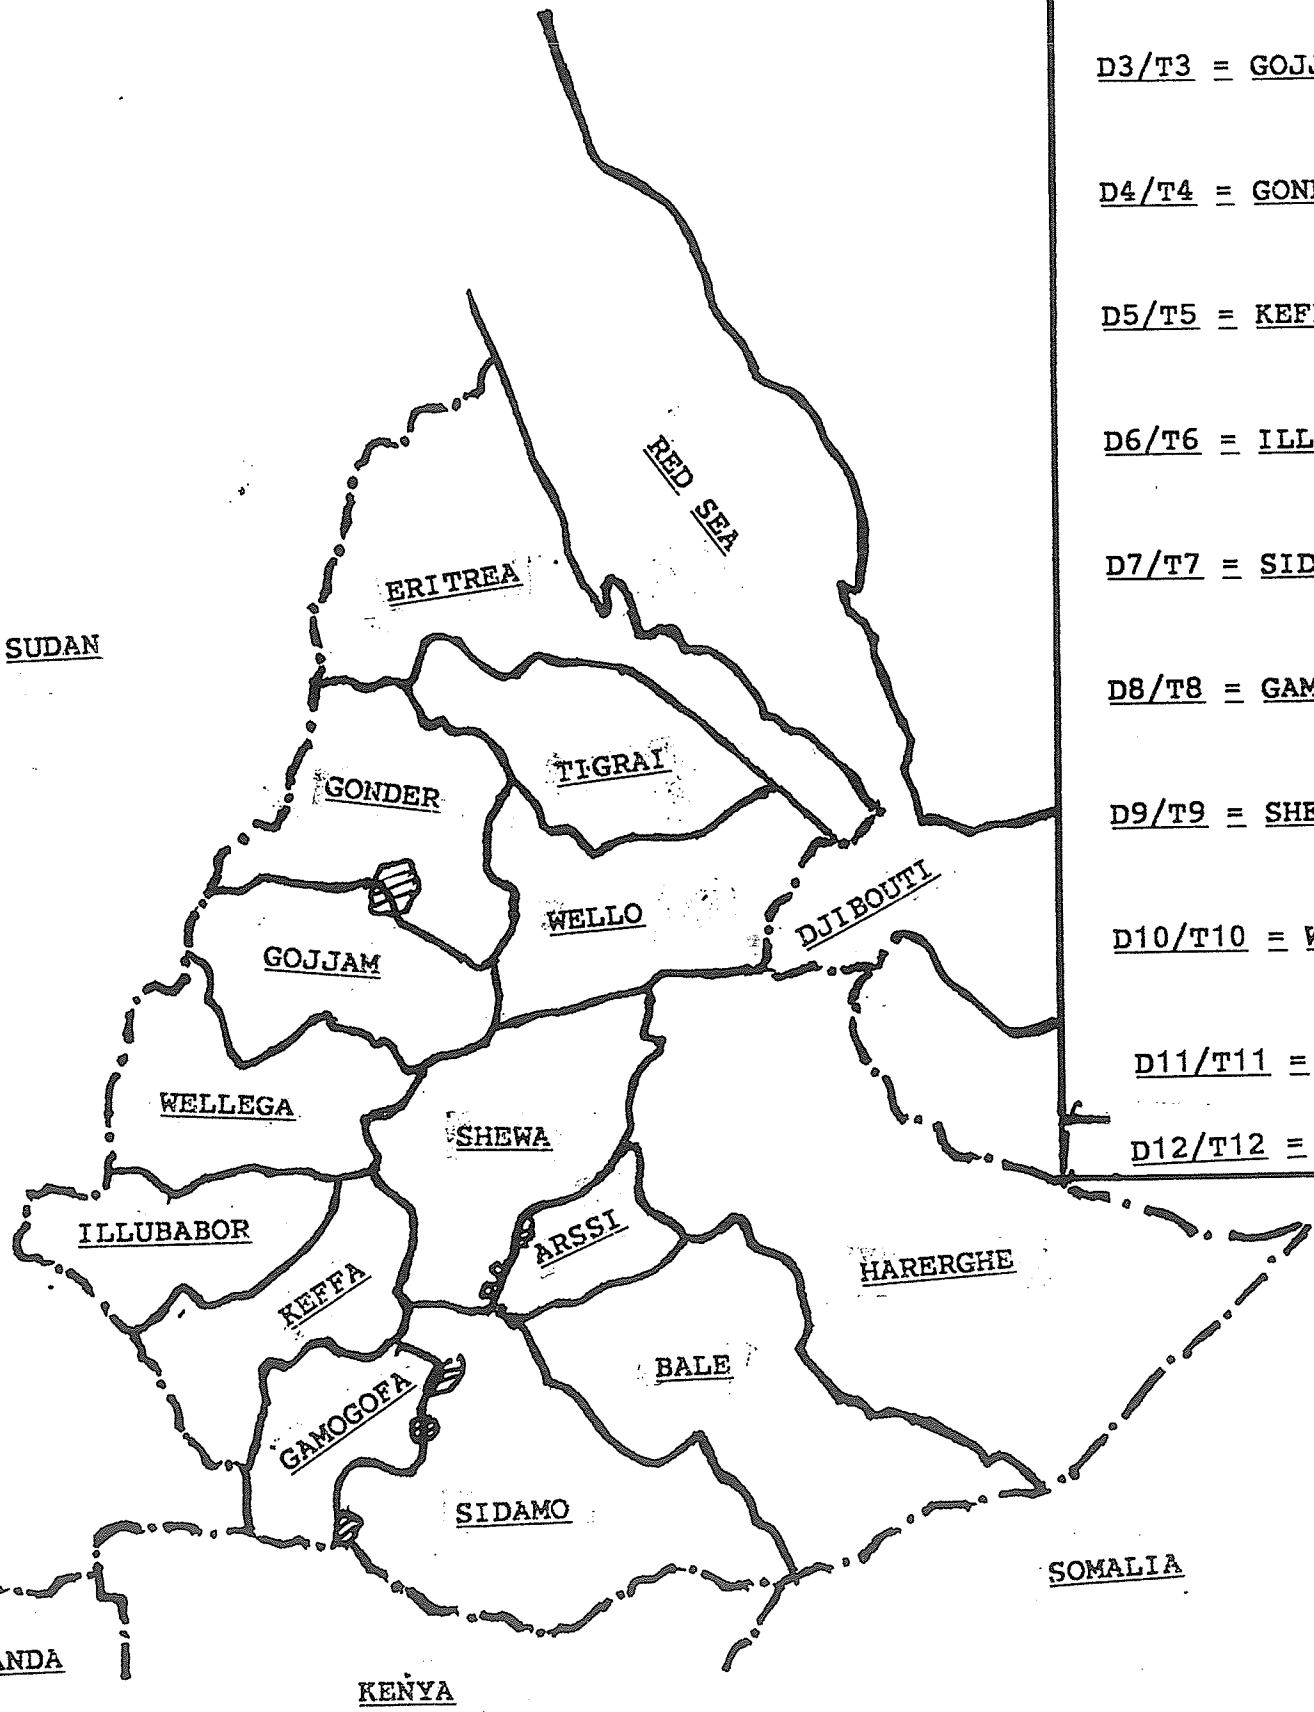 D3/T3 = GOJJ
D4/T4 = GON
D5/T5 = KEF
D6/T6 = ILL
D7/T7 = SID
D8/T8 = GAM
D9/T9 = SHE
D10/T10 = W
D11/T11 =
D12/T12 =
RED SEA
ERITREA
SUDAN
TIGRAI
GONDER
DJIBOUTI
WELLO
GOJJAM
WELLEGA
SHEWA
ILLUBABOR
ARSSI
HARERGHE
KEFFA
BALE
GAMOGOFA
SIDAMO
SOMALIA
ANDA
KENYA